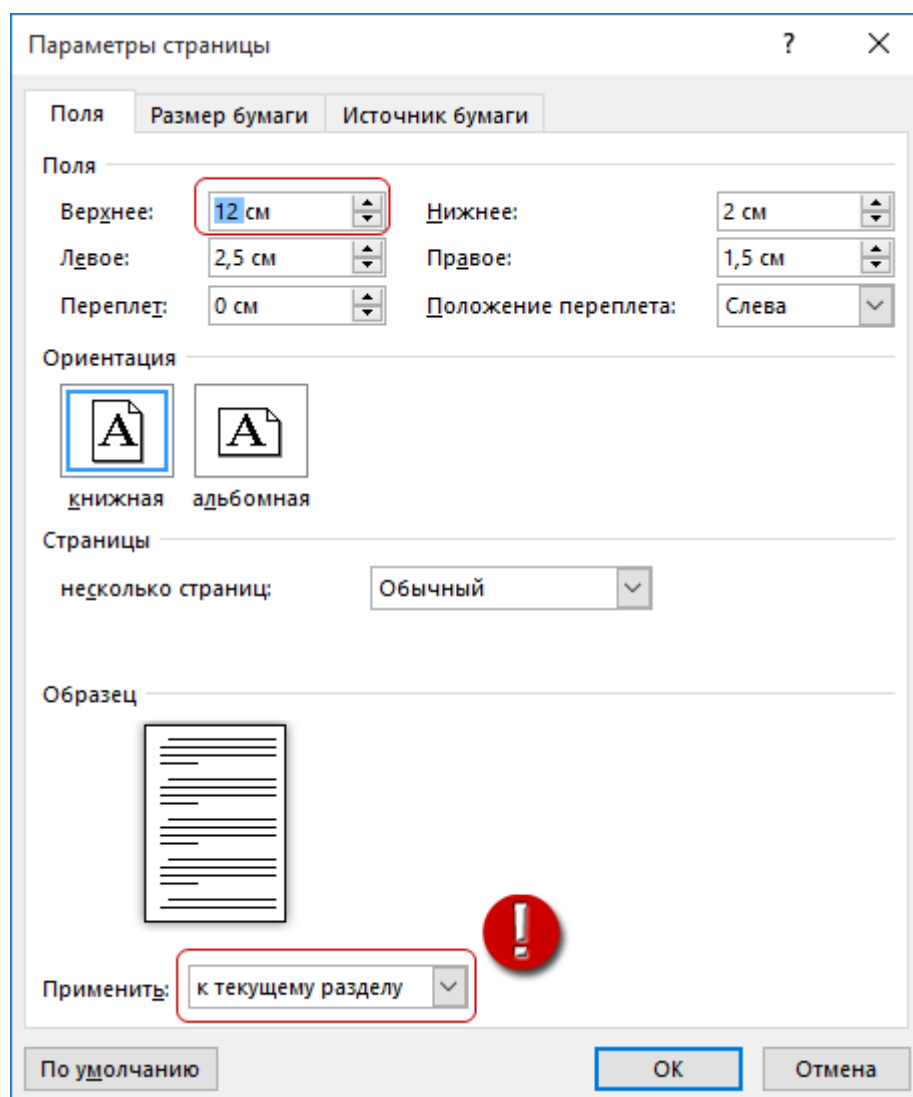 Параметры страницы ?
Поля Размер бумаги Источник бумаги
Поля
Верхнее: 12 см Нижнее: 2 см
Левое: 2,5 см Правое: 1,5 см
Переплет: 0 см Положение переплета: Слева
Ориентация
A A
книжная альбомная
Страницы
несколько страниц: Обычный
Образец
!
Применить: к текущему разделу
По умолчанию ОК Отмена